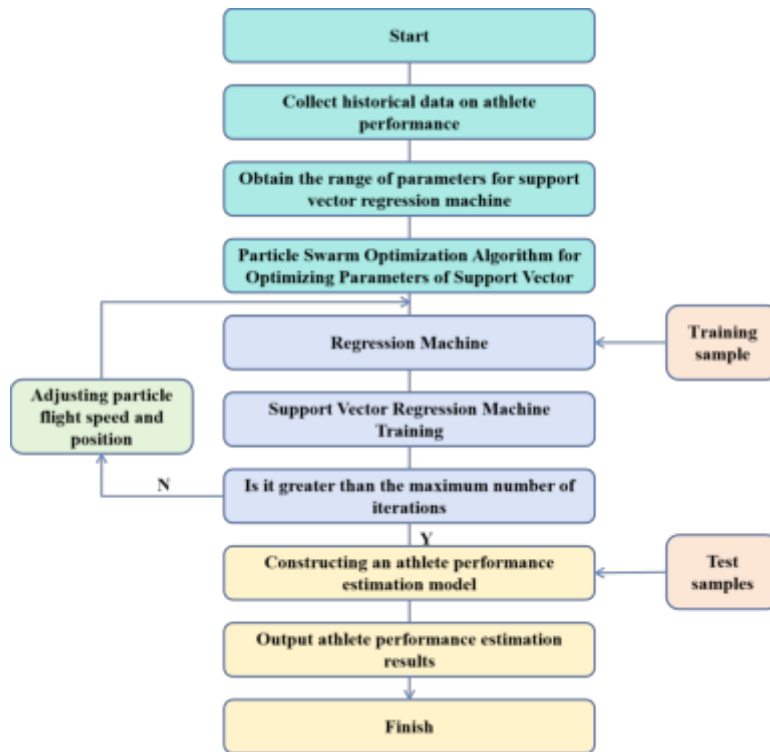 Start
Collect historical data on athlete
performance
Obtain the range of parameters for support
vector regression machine
Particle Swarm Optimization Algorithm for
Optimizing Parameters of Support Vector
Regression Machine
Training
sample
Adjusting particle
flight speed and
position
Support Vector Regression Machine
Training
N
Is it greater than the maximum number of
iterations
Y
Constructing an athlete performance
estimation model
Test
samples
Output athlete performance estimation
results
Finish